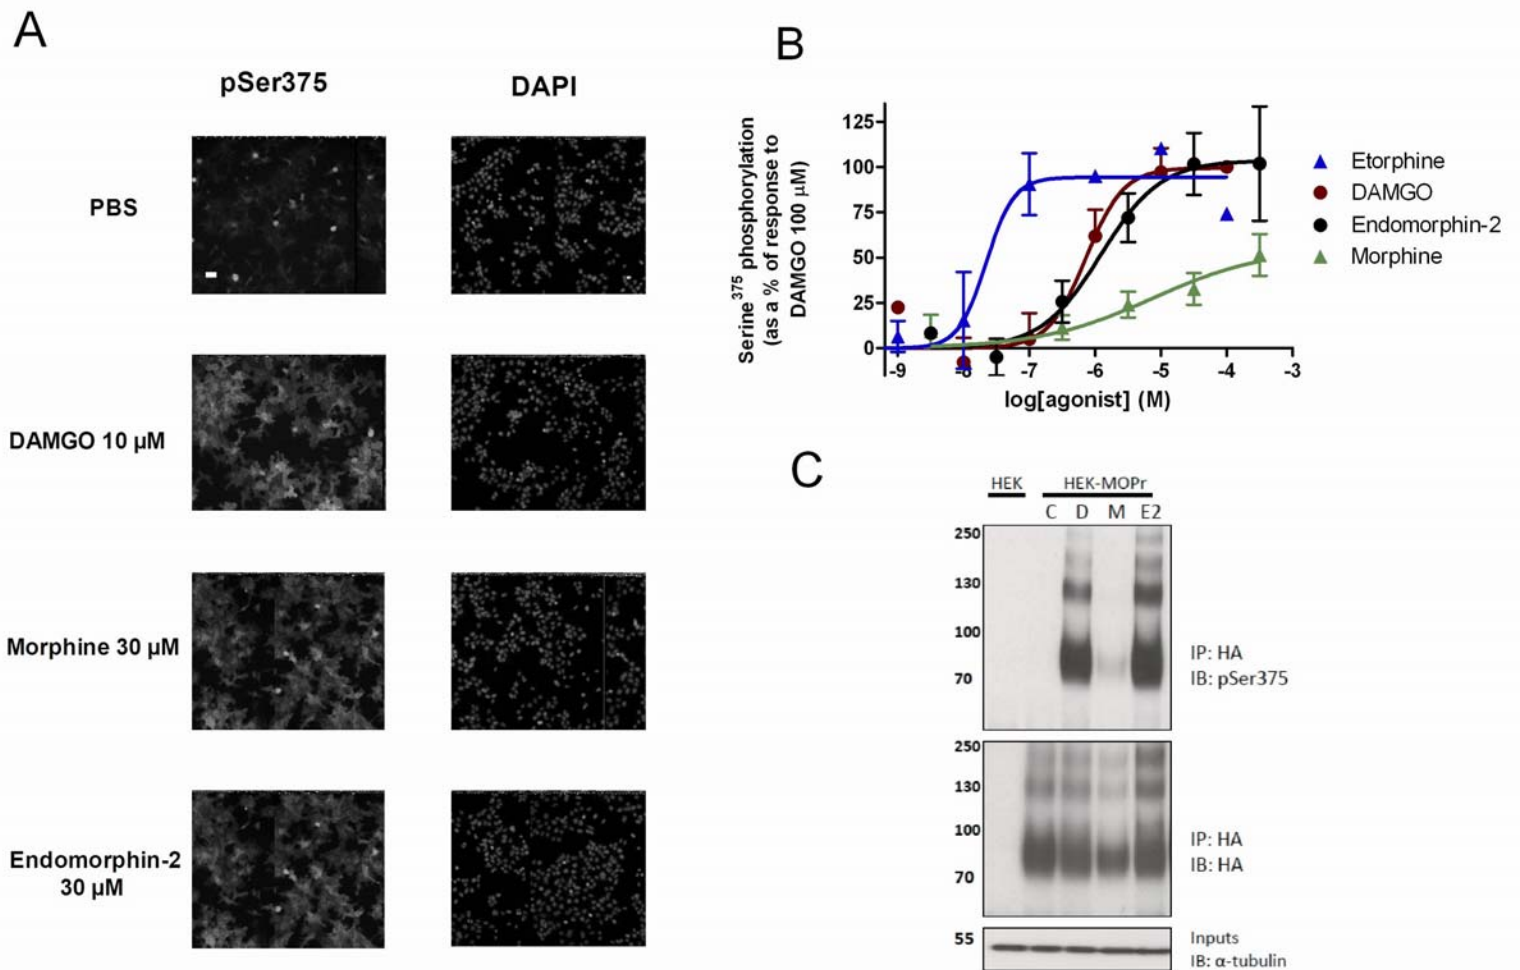 A
pSer375
DAPI
PBS
DAMGO 10 µM
Morphine 30 µM
Endomorphin-2
30 µM
B
Serine375 phosphorylation
(as a % of response to
DAMGO 100 µM)
125
100
75
50
25
0
-9
-8
-7
-6
-5
-4
-3
log[agonist] (M)
Etorphine
DAMGO
Endomorphin-2
Morphine
C
HEK
HEK-MOPr
C D M E2
250
130
100
70
IP: HA
IB: pSer375
250
130
100
70
IP: HA
IB: HA
55
Inputs
IB: α-tubulin